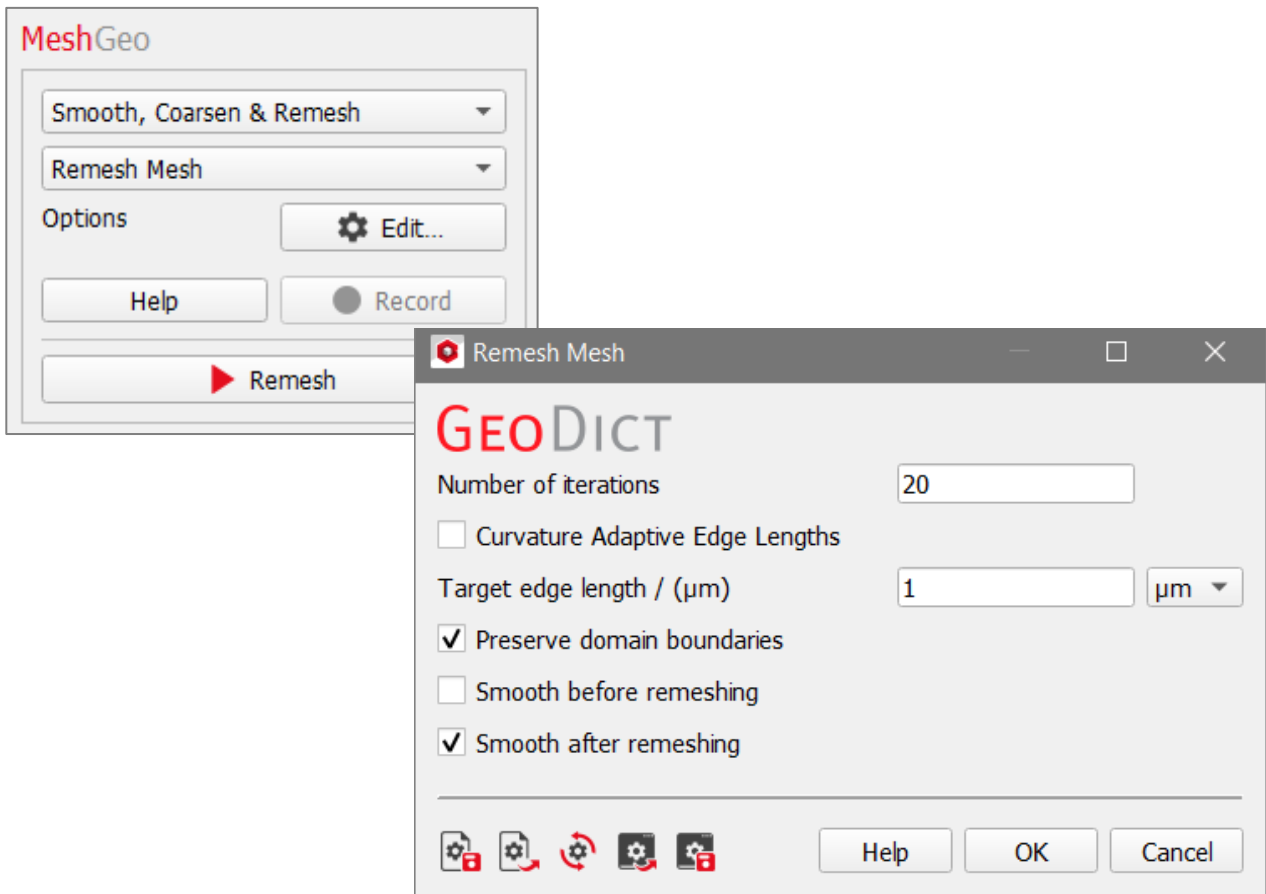 MeshGeo
Smooth, Coarsen & Remesh
Remesh Mesh
Options
Edit...
Help
Record
Remesh
Remesh Mesh
GEODICT
Number of iterations
20
Curvature Adaptive Edge Lengths
Target edge length / (µm)
1
µm
Preserve domain boundaries
Smooth before remeshing
Smooth after remeshing
Help
OK
Cancel